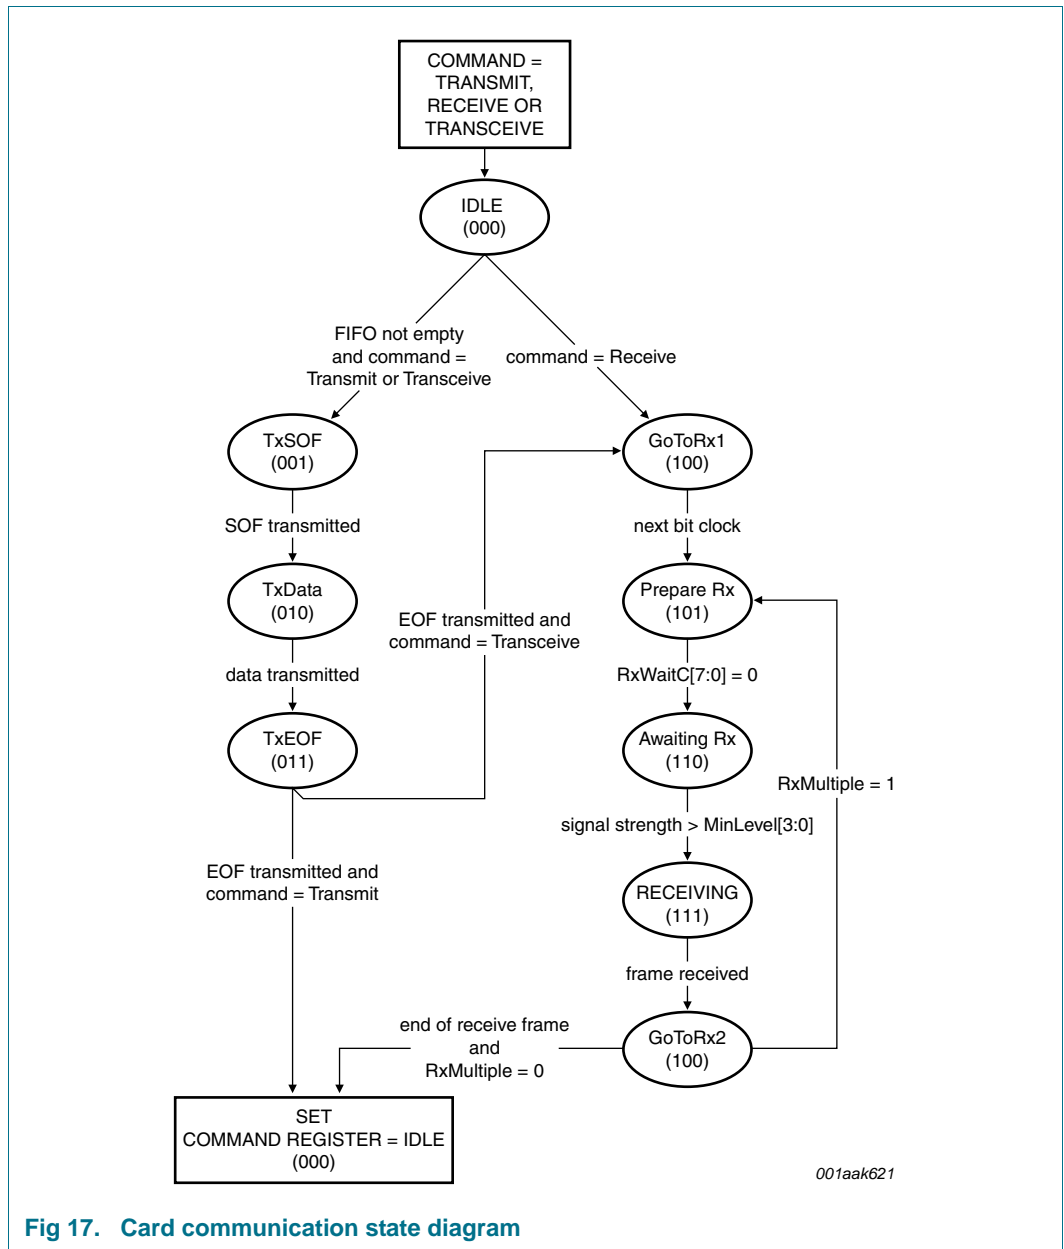 COMMAND =
TRANSMIT,
RECEIVE OR
TRANSCEIVE
IDLE
(000)
FIFO not empty
and command =
Transmit or Transceive
command = Receive
TxSOF
(001)
GoToRx1
(100)
SOF transmitted
next bit clock
TxData
(010)
Prepare Rx
(101)
EOF transmitted and
command = Transceive
data transmitted
RxWaitC[7:0] = 0
TxEOF
(011)
Awaiting Rx
(110)
RxMultiple = 1
signal strength > MinLevel[3:0]
EOF transmitted and
command = Transmit
RECEIVING
(111)
frame received
end of receive frame
and
RxMultiple = 0
GoToRx2
(100)
SET
COMMAND REGISTER = IDLE
(000)
001aak621
Fig 17. Card communication state diagram